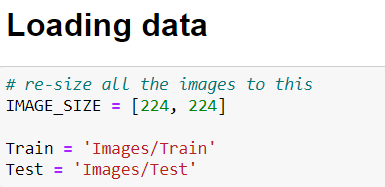 Loading data
# re-size all the images to this
IMAGE_SIZE = [224, 224]
Train = 'Images/Train'
Test = 'Images/Test'